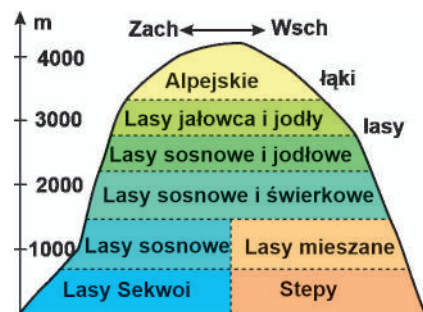 m
Zach Wsch
4000
Alpejskie łąki
3000
Lasy jałowca i jodły lasy
Lasy sosnowe i jodłowe
2000
Lasy sosnowe i świerkowe
1000
Lasy sosnowe Lasy mieszane
Lasy Sekwoi Stepy